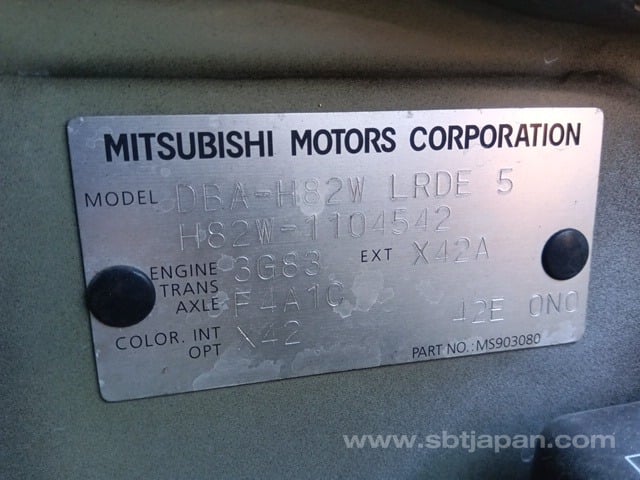 MITSUBISHI MOTORS CORPORATION
MODEL DBA-H82W LRDE 5
H82W-1104542
ENGINE 3G83 EXT X42A
TRANS
AXLE F4A1C
COLOR. INT X42 42E 0N0
OPT
PART NO.: MS903080
www.sbtjapan.com